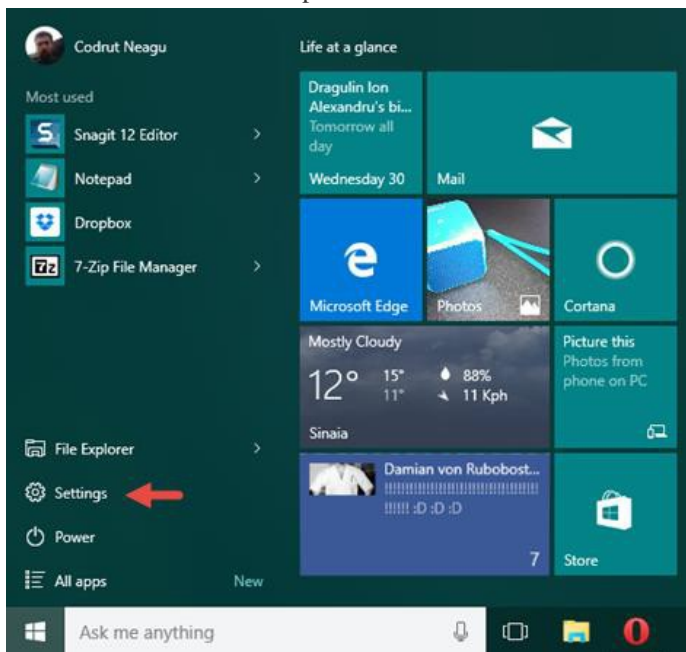 Codrut Neagu
Most used
Snagit 12 Editor
Notepad
Dropbox
7-Zip File Manager
File Explorer
Settings
Power
All apps
New
Life at a glance
Dragulin Ion
Alexandru's bi...
Tomorrow all
day
Wednesday 30
Mail
Microsoft Edge
Photos
Cortana
Mostly Cloudy
12°
15°
11°
88%
11 Kph
Sinaia
Picture this
Photos from
phone on PC
Damian von Rubobost...
!!!!!! :D :D :D
7
Store
Ask me anything